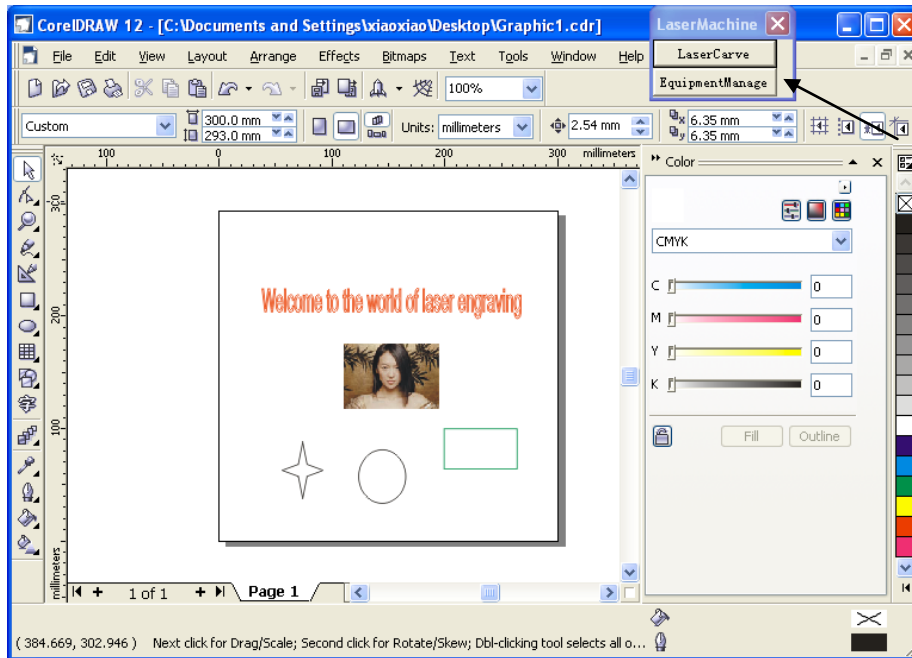 CorelDRAW 12 - [C:\Documents and Settings\xiaoxiao\Desktop\Graphic1.cdr]
LaserMachine
LaserCarve
EquipmentManage
File Edit View Layout Arrange Effects Bitmaps Text Tools Window Help
100%
Custom
300.0 mm
293.0 mm
Units: millimeters
2.54 mm
x 6.35 mm
y 6.35 mm
100 0 100 200 300 millimeters
300
200
100
millimeters
Color
CMYK
C 0
M 0
Y 0
K 0
Fill Outline
Welcome to the world of laser engraving
1 of 1 Page 1
( 384.669, 302.946 ) Next click for Drag/Scale; Second click for Rotate/Skew; Dbl-clicking tool selects all o...